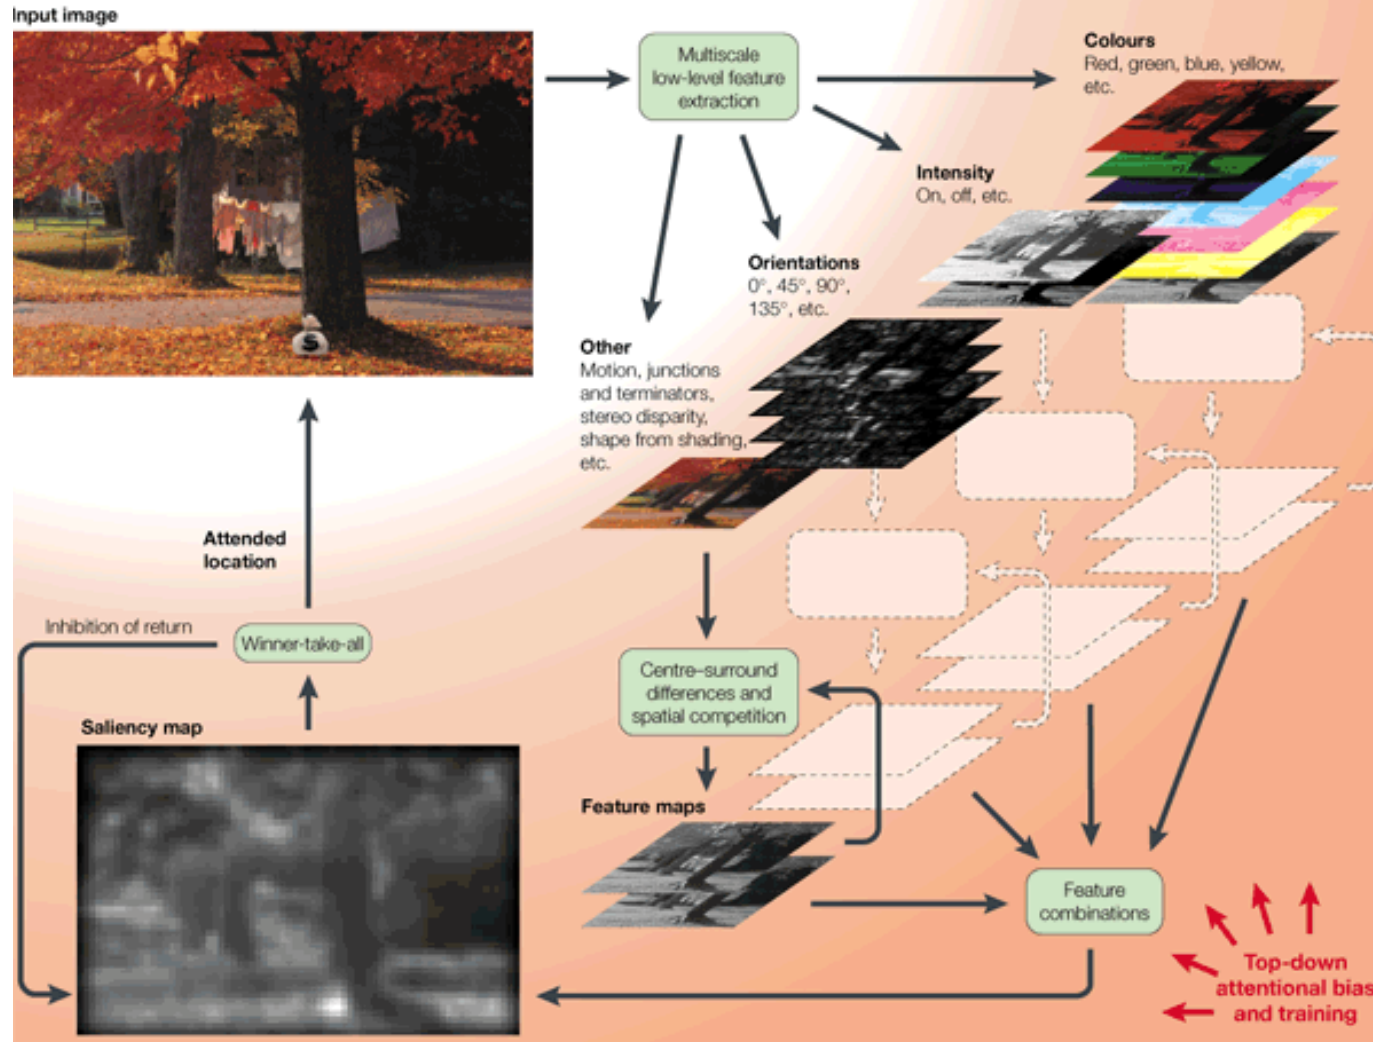 Input image
Multiscale
low-level feature
extraction
Colours
Red, green, blue, yellow,
etc.
Intensity
On, off, etc.
Orientations
0°, 45°, 90°,
135°, etc.
Other
Motion, junctions
and terminators,
stereo disparity,
shape from shading,
etc.
$
Attended
location
Inhibition of return
Winner-take-all
Centre–surround
differences and
spatial competition
Saliency map
Feature maps
Feature
combinations
Top-down
attentional bias
and training